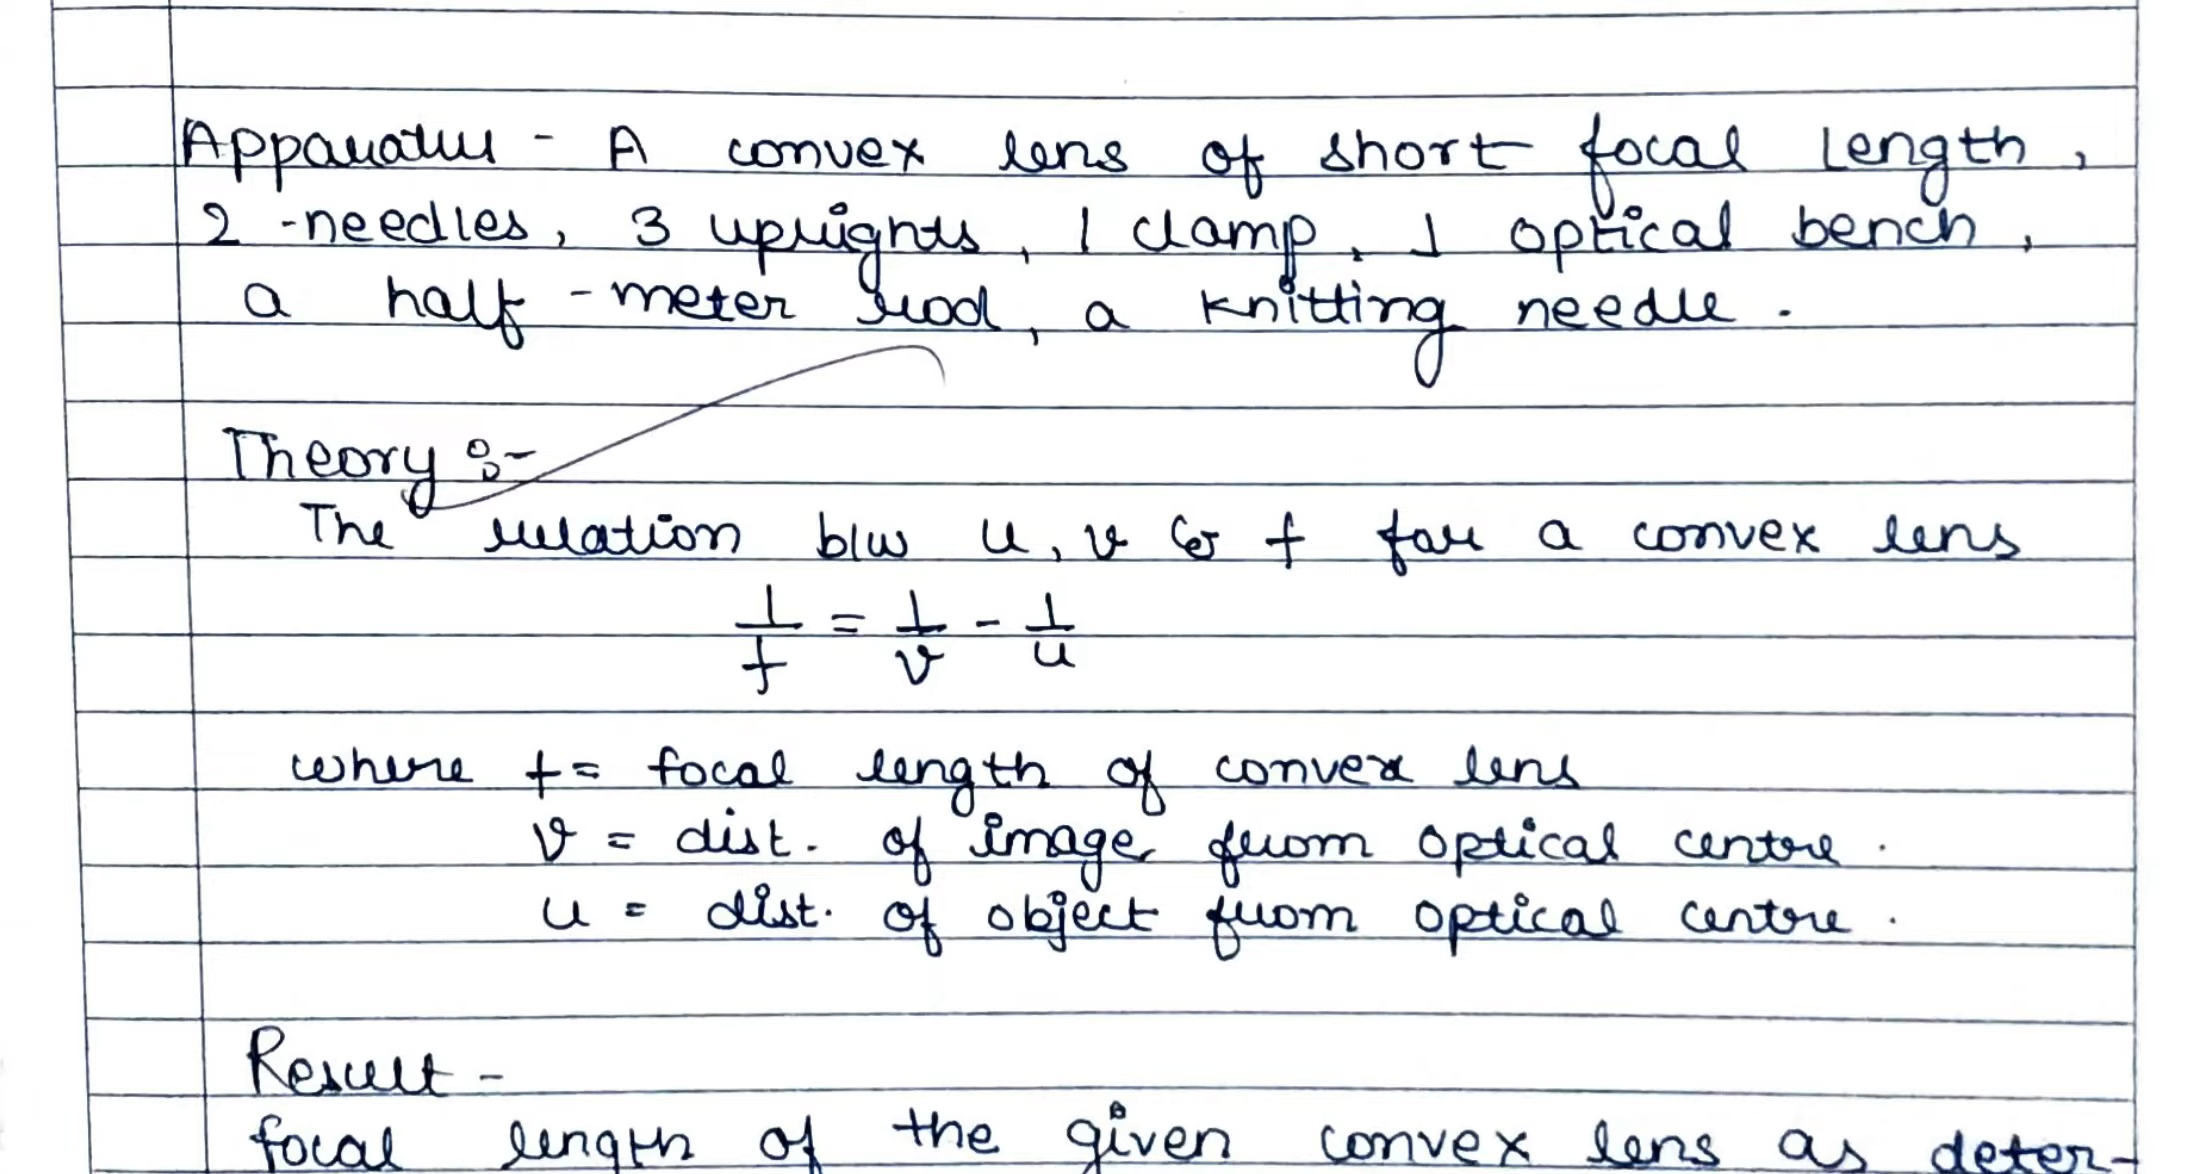 Apparatus - A convex lens of short focal length,
2 -needles, 3 uprights, 1 clamp, 1 optical bench,
a half - meter rod, a knitting needle.
Theory :-
The relation b/w u, v & f for a convex lens
1/f = 1/v - 1/u
where f = focal length of convex lens
v = dist. of image from optical centre.
u = dist. of object from optical centre.
Result -
focal length of the given convex lens as deter-